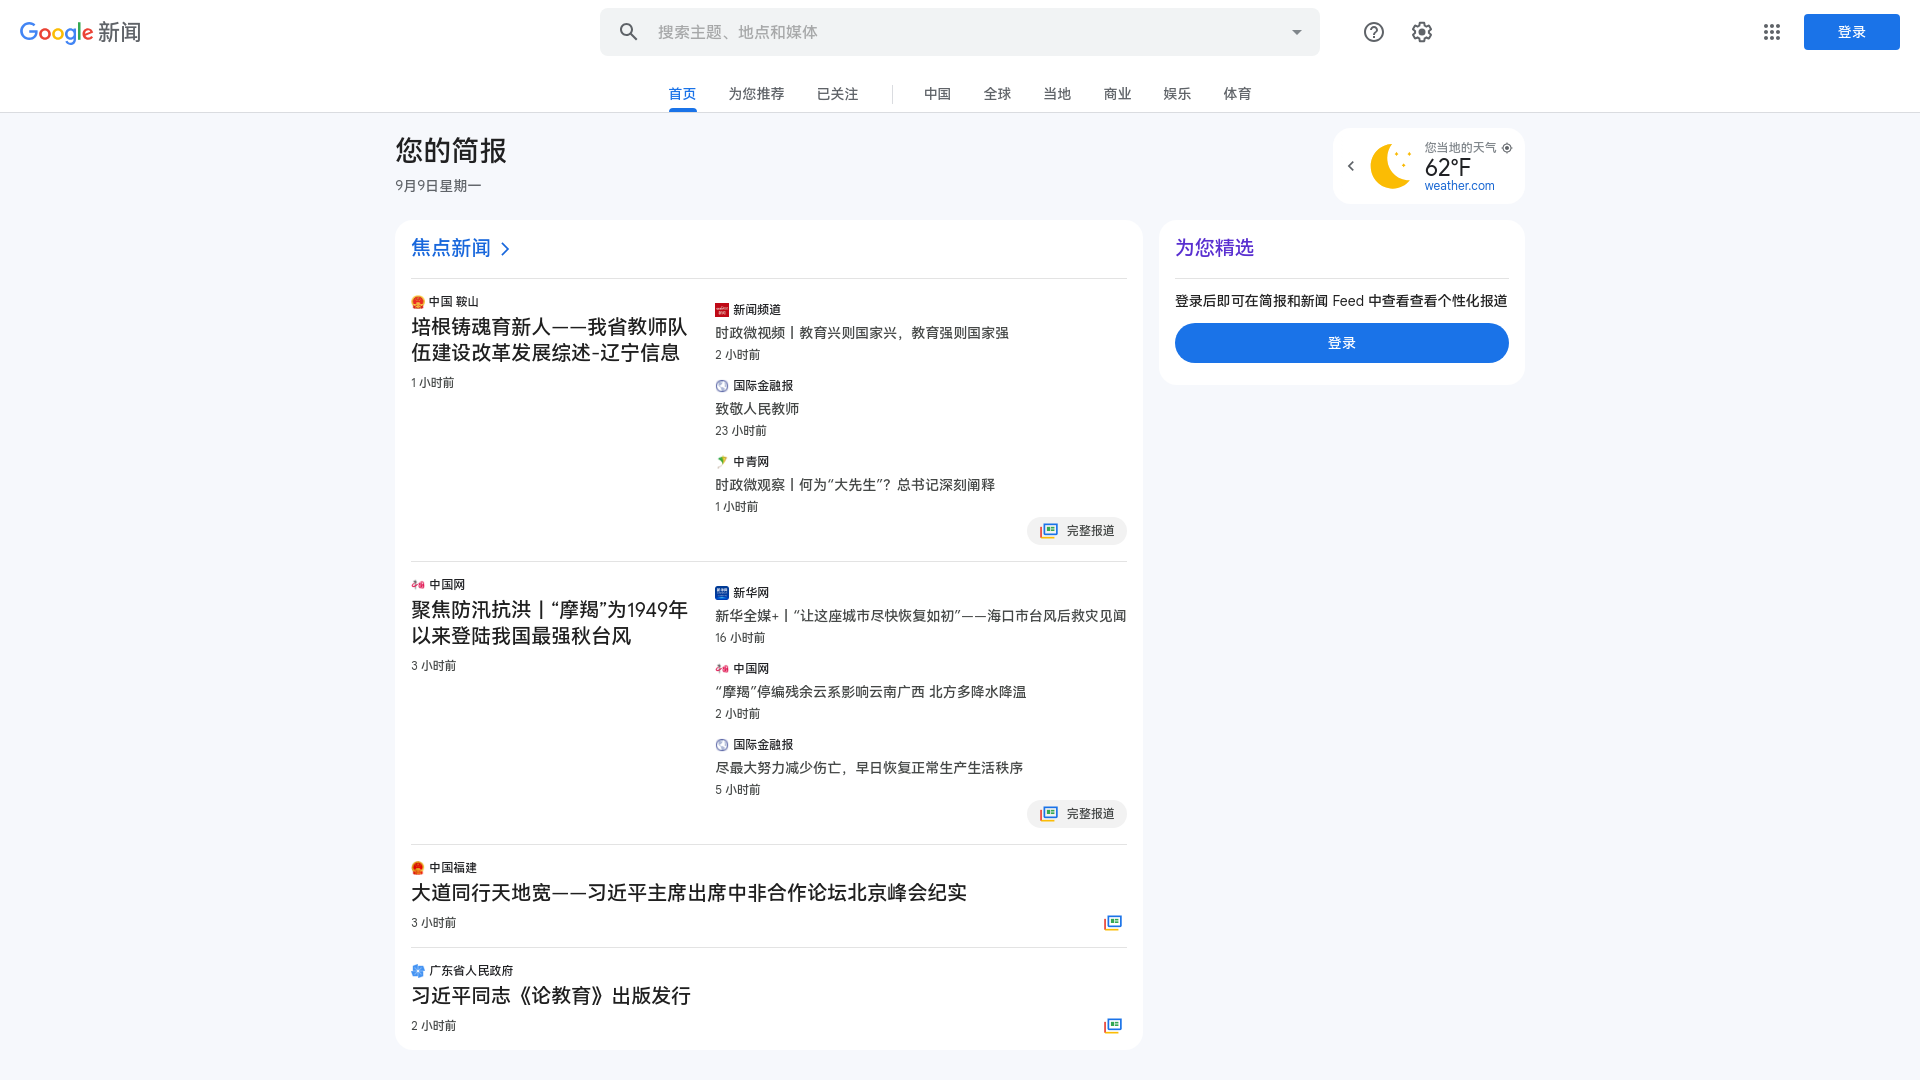 Google 新闻
搜索主题、地点和媒体
登录
首页
为您推荐
已关注
中国
全球
当地
商业
娱乐
体育
您的简报
9月9日星期一
您当地的天气
62°F
weather.com
焦点新闻
中国 鞍山
培根铸魂育新人——我省教师队
伍建设改革发展综述-辽宁信息
1 小时前
新闻频道
时政微视频丨教育兴则国家兴，教育强则国家强
2 小时前
国际金融报
致敬人民教师
23 小时前
中青网
时政微观察丨何为“大先生”？总书记深刻阐释
1 小时前
完整报道
中国网
聚焦防汛抗洪丨“摩羯”为1949年
以来登陆我国最强秋台风
3 小时前
新华网
新华全媒+丨“让这座城市尽快恢复如初”——海口市台风后救灾见闻
16 小时前
中国网
“摩羯”停编残余云系影响云南广西 北方多降水降温
2 小时前
国际金融报
尽最大努力减少伤亡，早日恢复正常生产生活秩序
5 小时前
完整报道
中国福建
大道同行天地宽——习近平主席出席中非合作论坛北京峰会纪实
3 小时前
广东省人民政府
习近平同志《论教育》出版发行
2 小时前
为您精选
登录后即可在简报和新闻 Feed 中查看查看个性化报道
登录